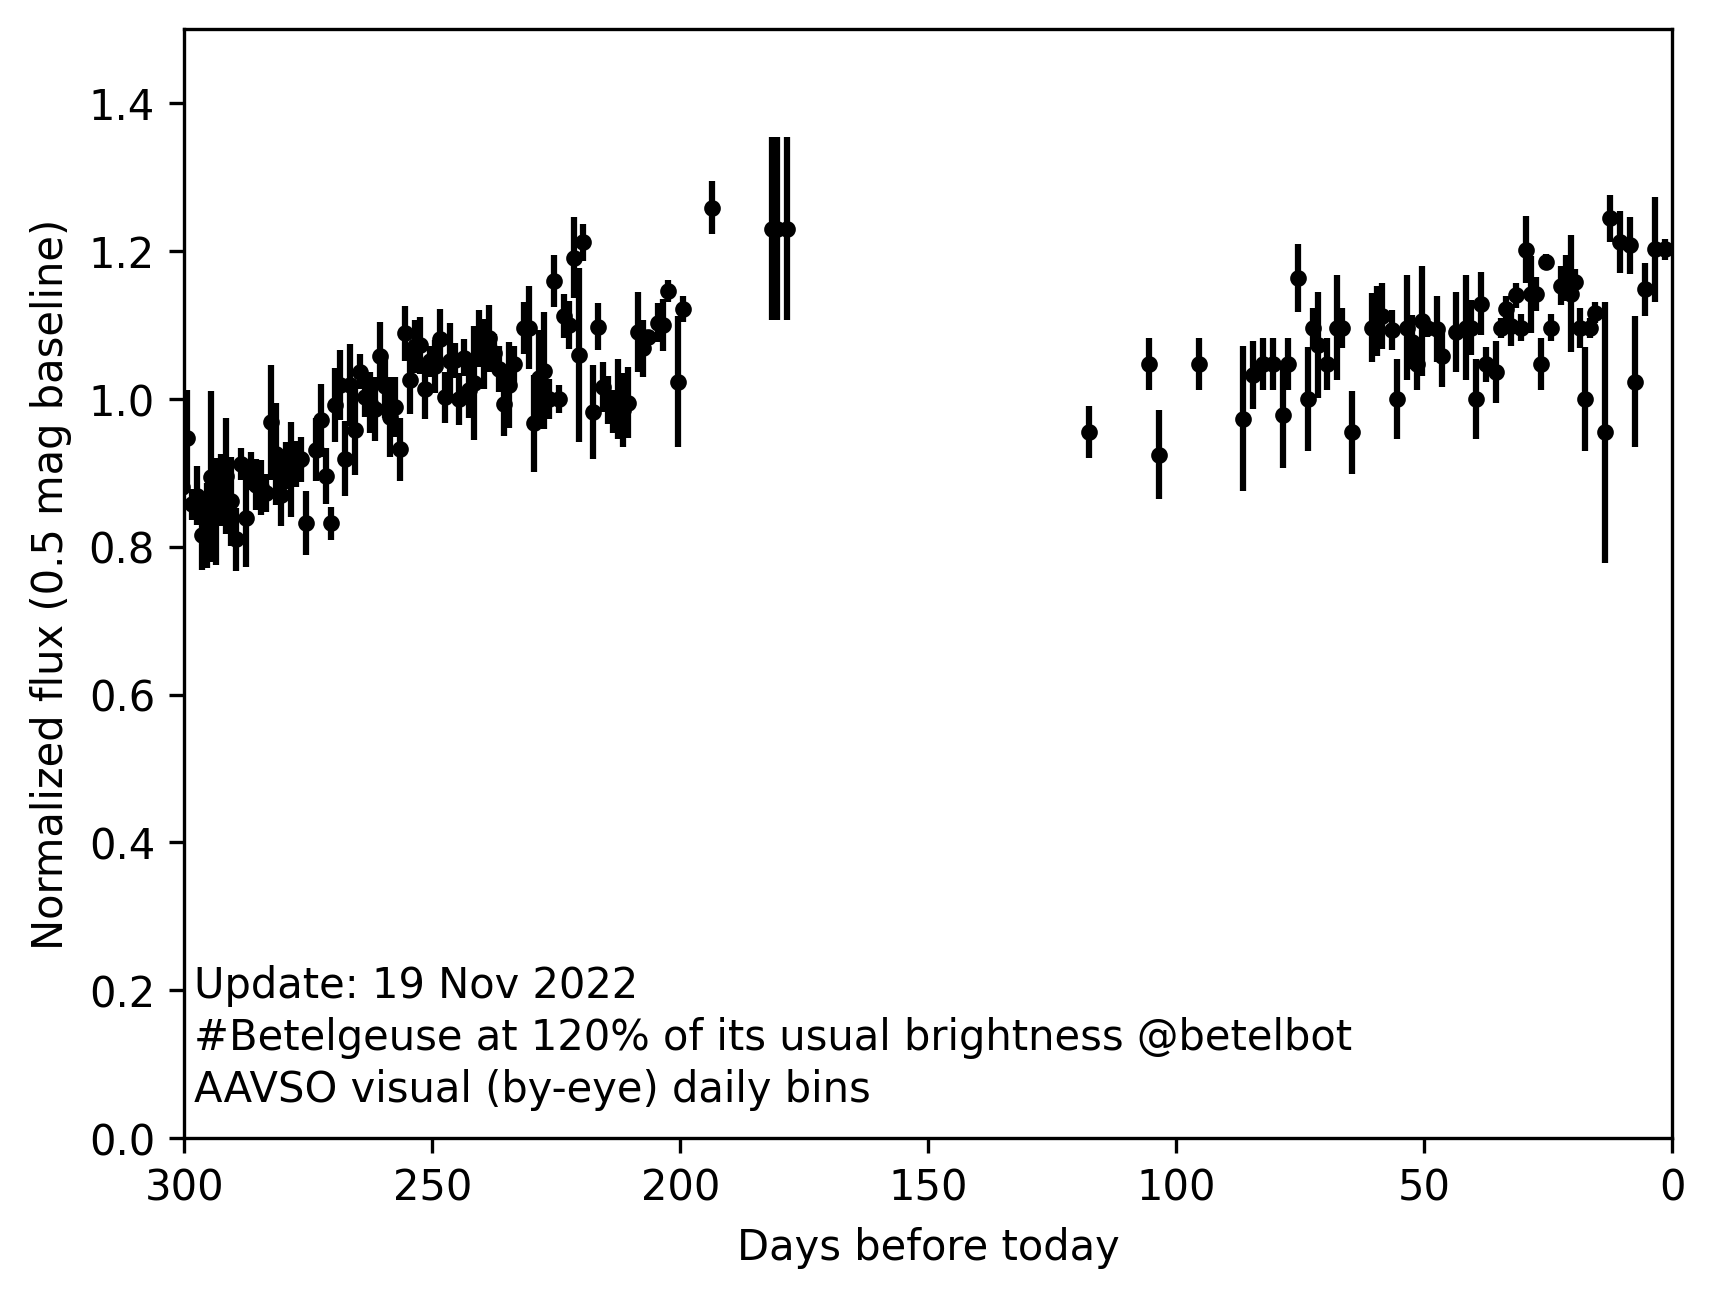 1.4
1.2
1.0
0.8
0.6
0.4
0.2
0.0
Normalized flux (0.5 mag baseline)
Update: 19 Nov 2022
#Betelgeuse at 120% of its usual brightness @betelbot
AAVSO visual (by-eye) daily bins
300 250 200 150 100 50 0
Days before today